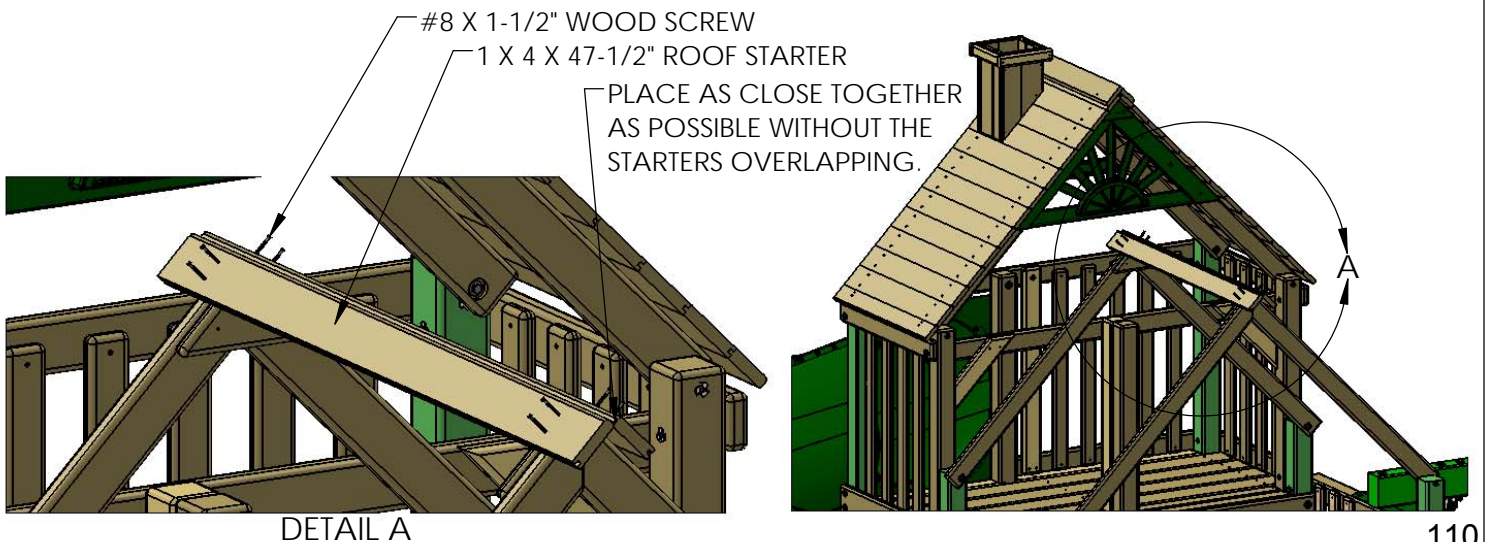 #8 X 1-1/2" WOOD SCREW
1 X 4 X 47-1/2" ROOF STARTER
PLACE AS CLOSE TOGETHER
AS POSSIBLE WITHOUT THE
STARTERS OVERLAPPING.
A
DETAIL A
110